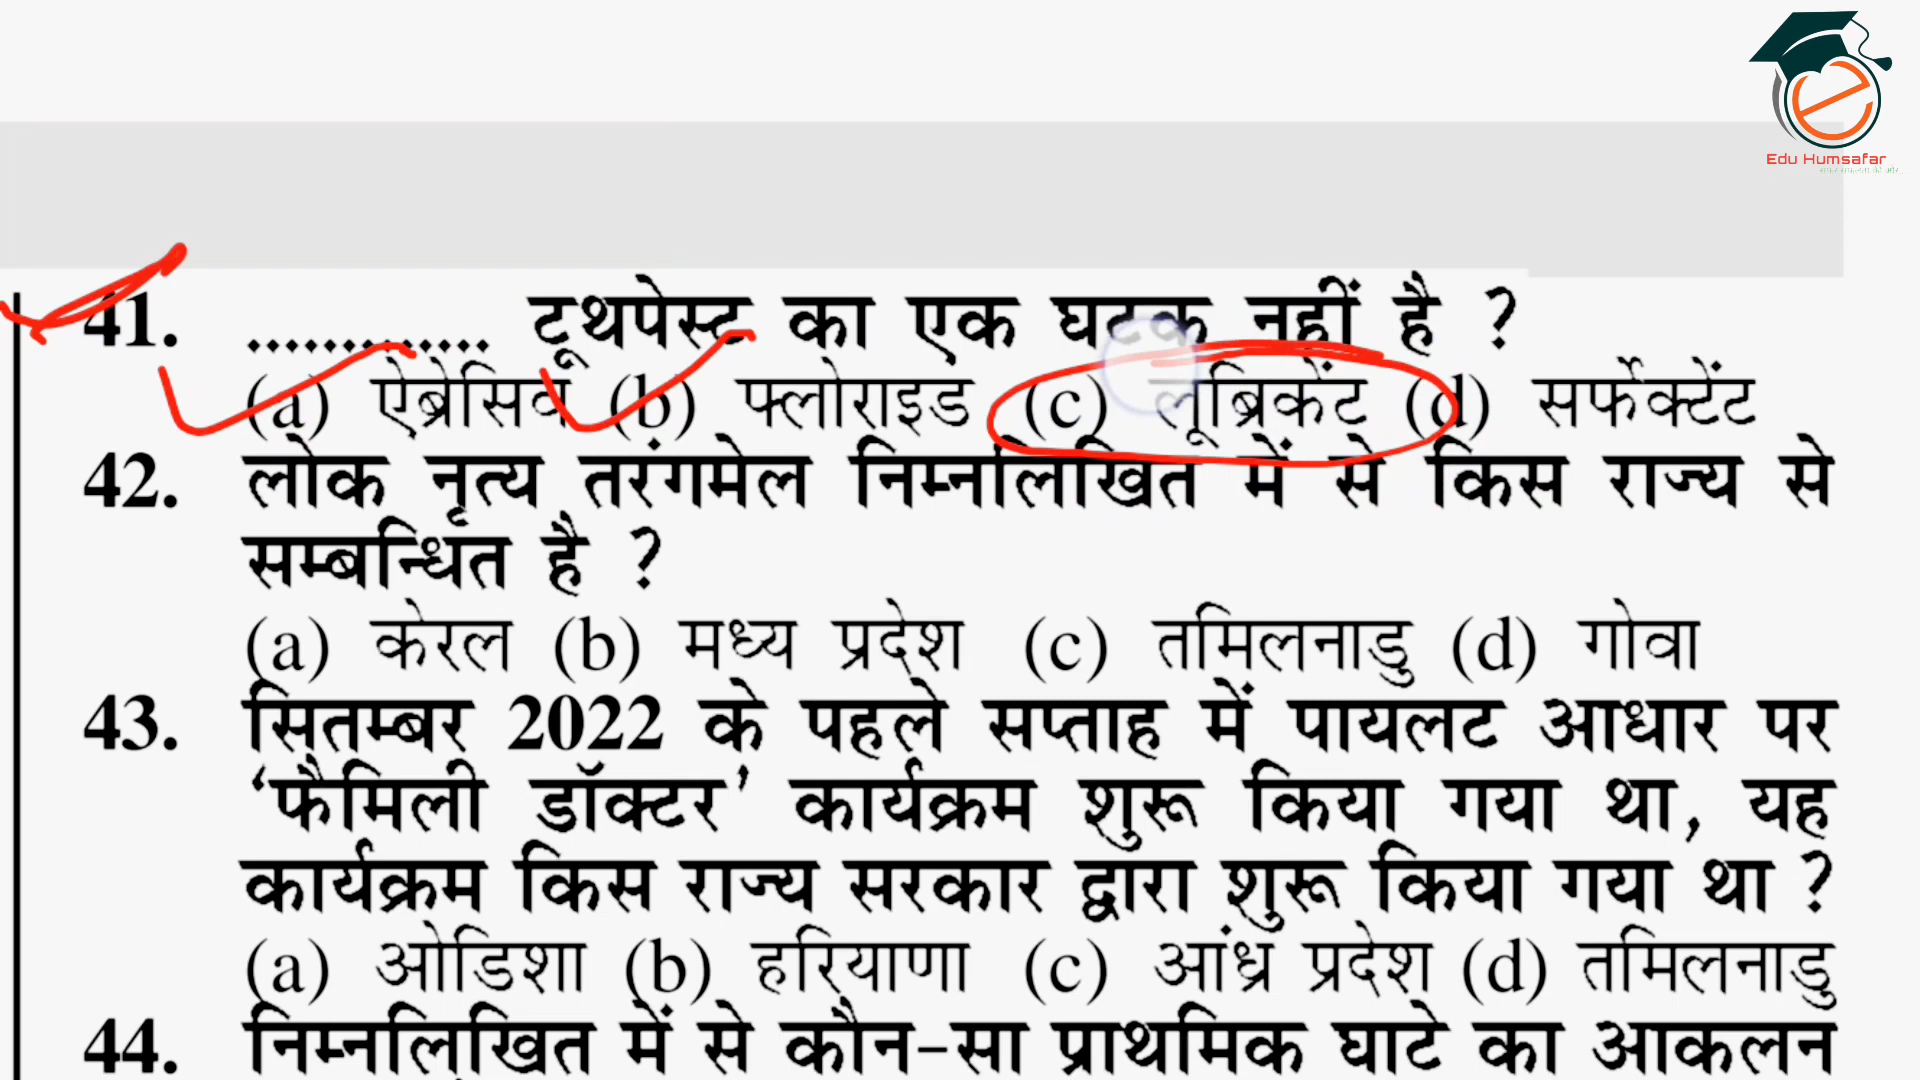 Edu Humsafar
41. ............. टूथपेस्ट का एक घटक नहीं है ?
(a) ऐब्रेसिव (b) फ्लोराइड (c) लूब्रिकेंट (d) सर्फेक्टेंट
42. लोक नृत्य तरंगमेल निम्नलिखित में से किस राज्य से
सम्बन्धित है ?
(a) केरल (b) मध्य प्रदेश (c) तमिलनाडु (d) गोवा
43. सितम्बर 2022 के पहले सप्ताह में पायलट आधार पर
‘फैमिली डॉक्टर’ कार्यक्रम शुरू किया गया था, यह
कार्यक्रम किस राज्य सरकार द्वारा शुरू किया गया था ?
(a) ओडिशा (b) हरियाणा (c) आंध्र प्रदेश (d) तमिलनाडु
44. निम्नलिखित में से कौन-सा प्राथमिक घाटे का आकलन